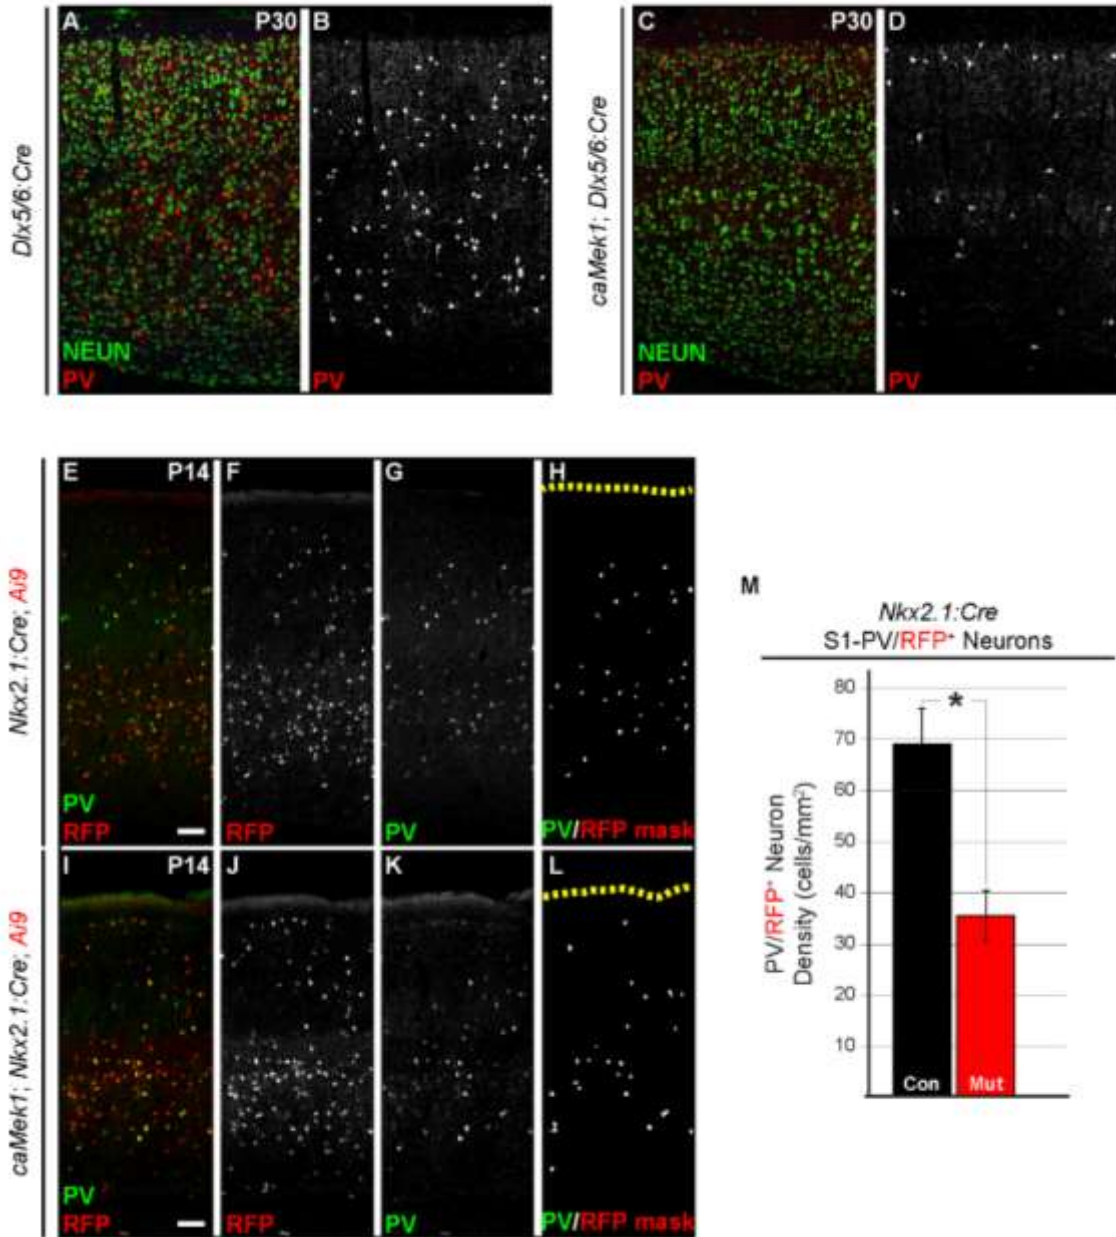 A P30 B
Dlx5/6:Cre
NEUN
PV
PV
C P30 D
caMek1; Dlx5/6:Cre
NEUN
PV
PV
E P14 F G H
Nkx2.1:Cre; Ai9
PV
RFP
RFP
PV
PV/RFP mask
I P14 J K L
caMek1; Nkx2.1:Cre; Ai9
PV
RFP
RFP
PV
PV/RFP mask
M
Nkx2.1:Cre
S1-PV/RFP⁺ Neurons
PV/RFP⁺ Neuron
Density (cells/mm²)
80
70
60
50
40
30
20
10
*
Con
Mut